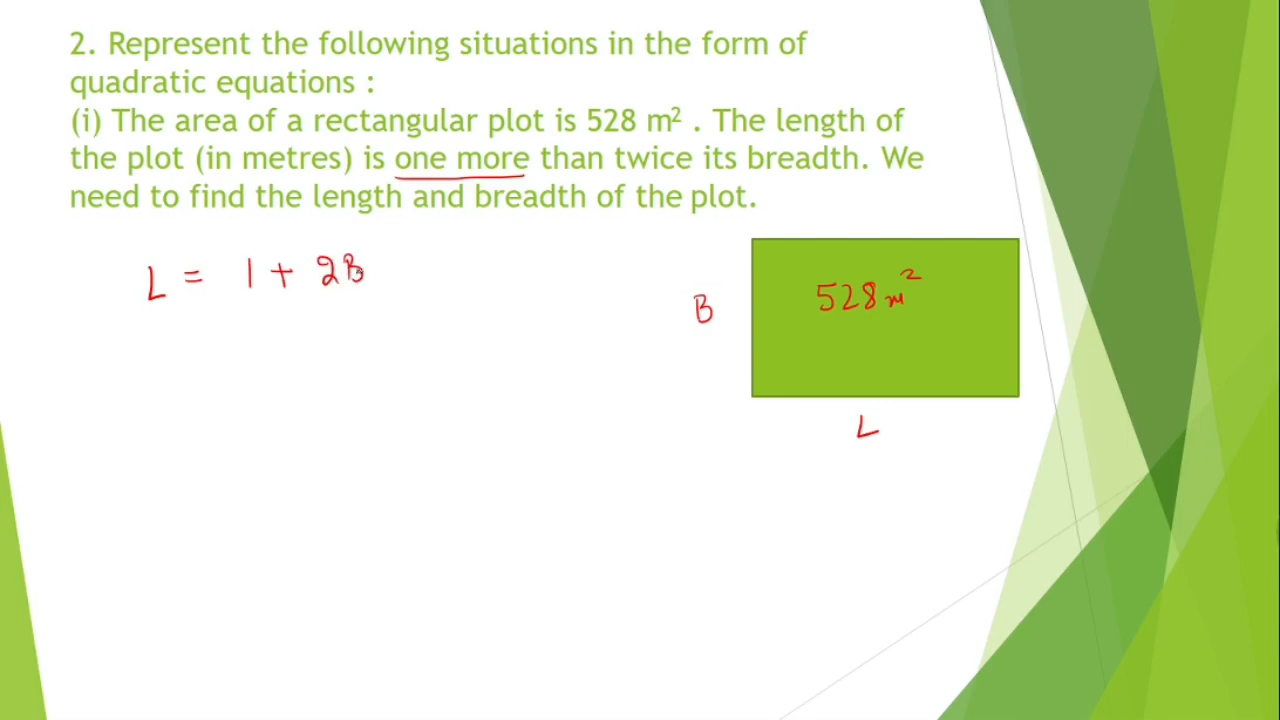 2. Represent the following situations in the form of
quadratic equations :
(i) The area of a rectangular plot is 528 m² . The length of
the plot (in metres) is one more than twice its breadth. We
need to find the length and breadth of the plot.
L = 1 + 2B
528 m²
B
L